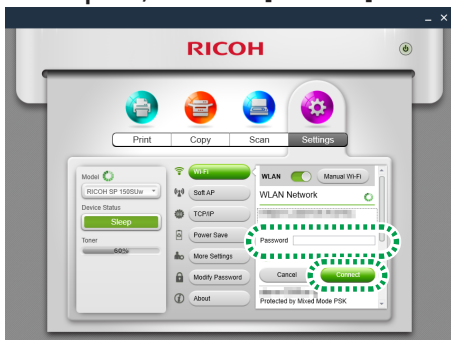 RICOH
Print Copy Scan Settings
Model
RICOH SP 150SUw
Device Status
Sleep
Toner
60%
Wi-Fi
Soft AP
TCP/IP
Power Save
More Settings
Modify Password
About
WLAN Manual Wi-Fi
WLAN Network
Password
Cancel Connect
Protected by Mixed Mode PSK